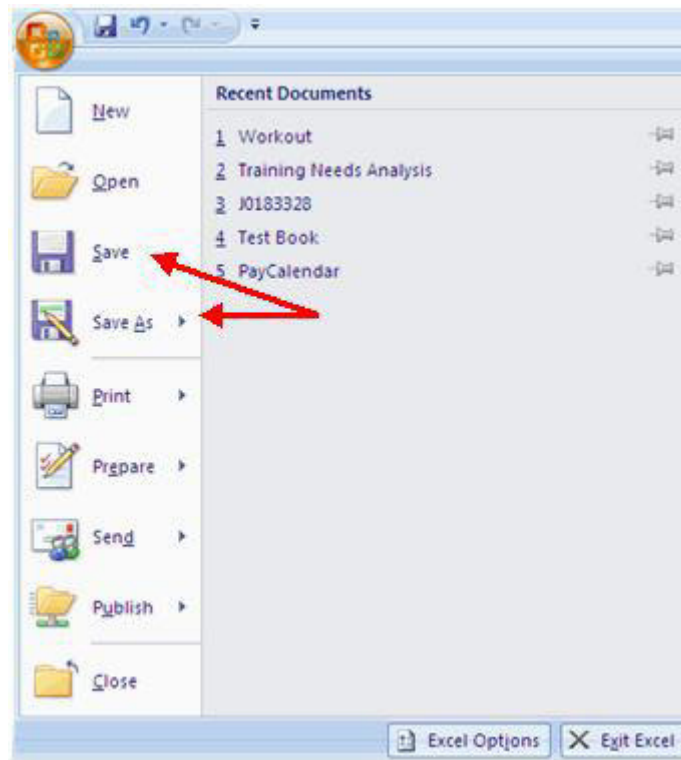 New
Open
Save
Save As
Print
Prepare
Send
Publish
Close
Recent Documents
1 Workout
2 Training Needs Analysis
3 J0183328
4 Test Book
5 PayCalendar
Excel Options
Exit Excel